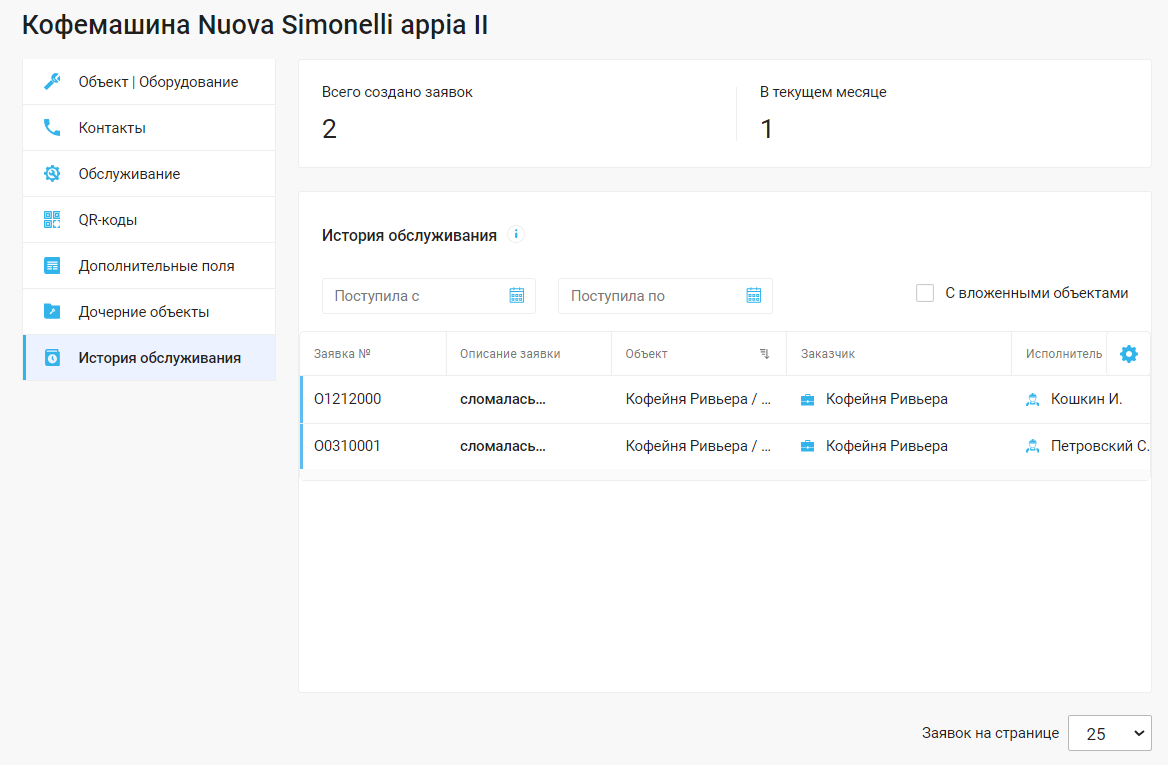 Кофемашина Nuova Simonelli appia II
Объект | Оборудование
Контакты
Обслуживание
QR-коды
Дополнительные поля
Дочерние объекты
История обслуживания
Всего создано заявок
2
В текущем месяце
1
История обслуживания
Поступила с
Поступила по
С вложенными объектами
Заявка № Описание заявки Объект Заказчик Исполнитель
O1212000 сломалась... Кофейня Ривьера / ... Кофейня Ривьера Кошкин И.
O0310001 сломалась... Кофейня Ривьера / ... Кофейня Ривьера Петровский С.
Заявок на странице 25